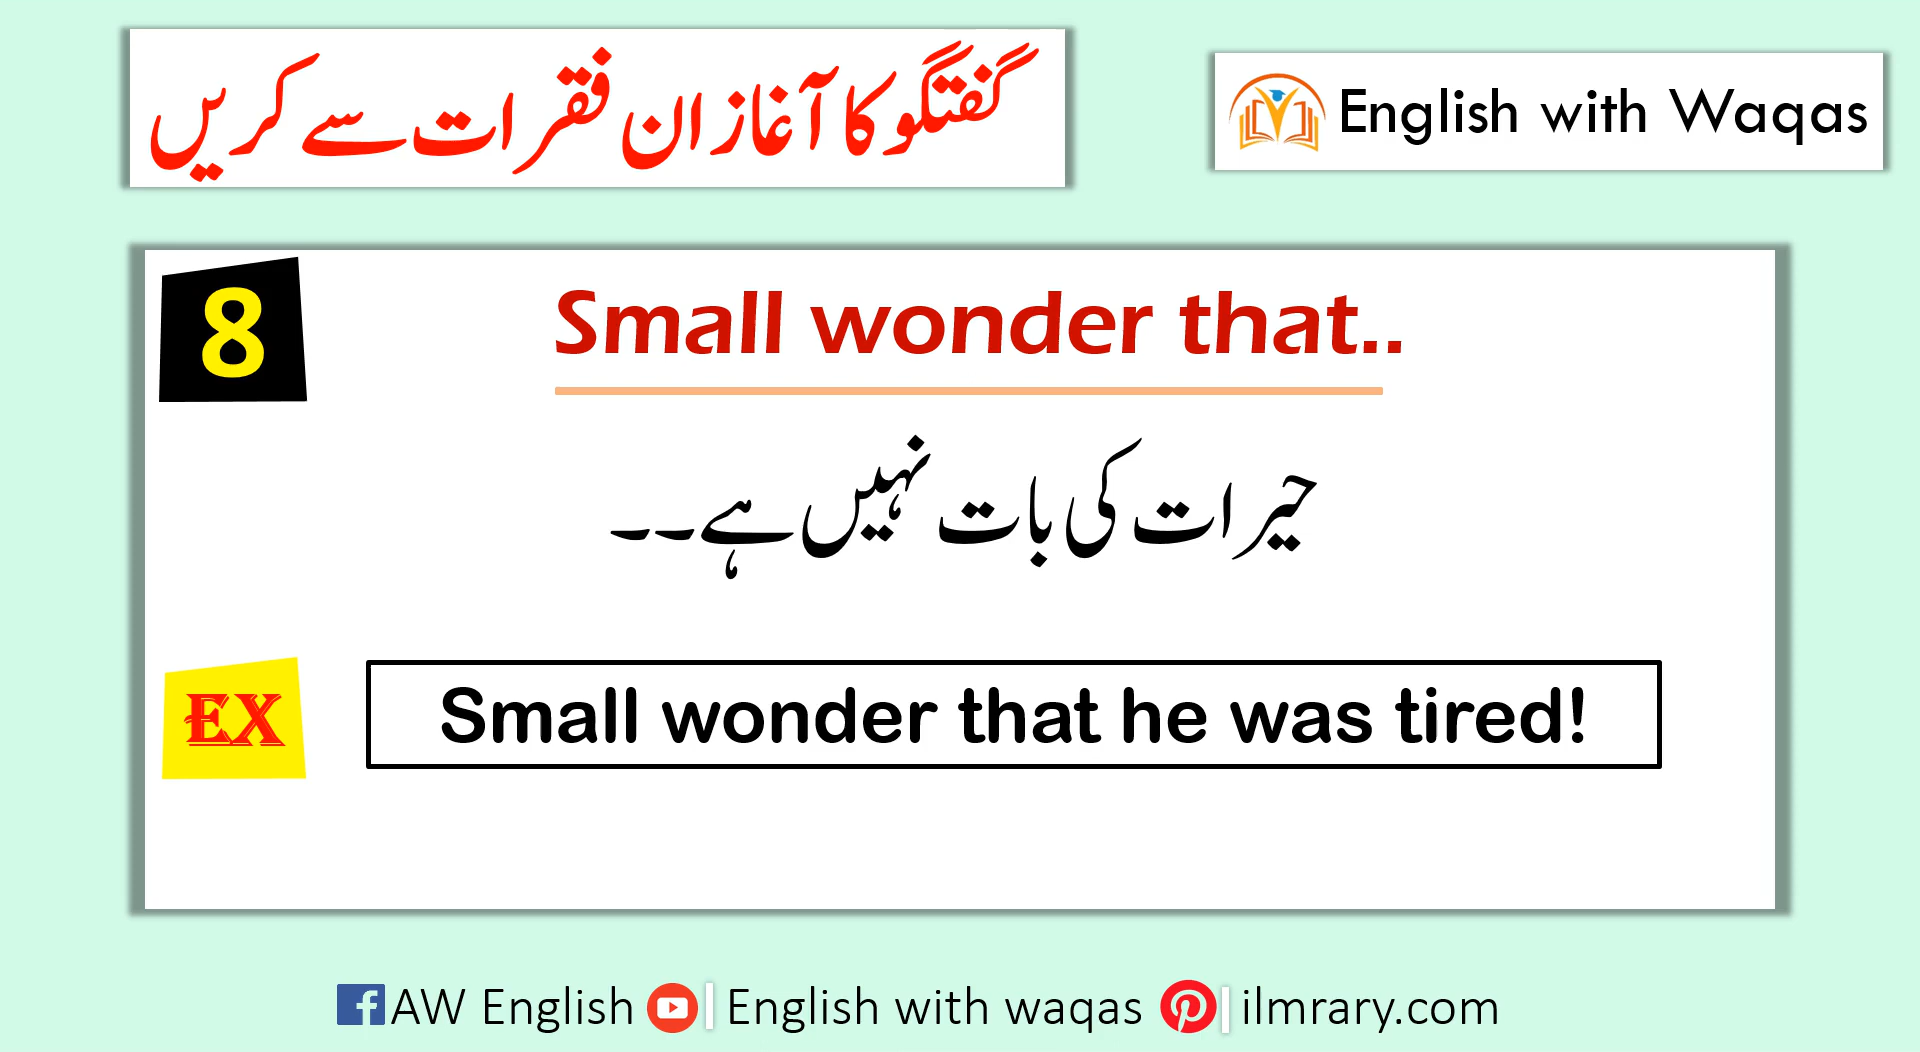 گفتگو کا آغاز ان فقرات سے کریں
English with Waqas
8
Small wonder that..
حیرات کی بات نہیں ہے۔۔
EX
Small wonder that he was tired!
AW English | English with waqas | ilmrary.com